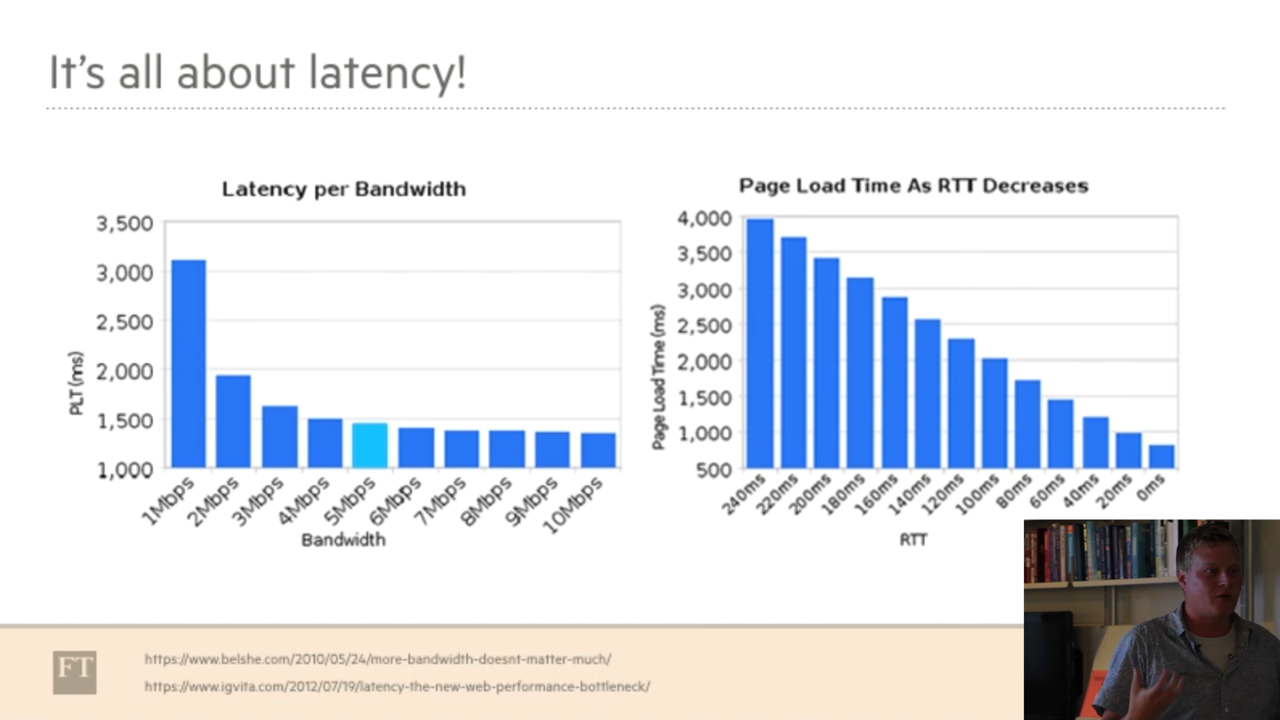 It's all about latency!
Latency per Bandwidth
3,500
3,000
2,500
2,000
1,500
1,000
PLT (ms)
1Mbps
2Mbps
3Mbps
4Mbps
5Mbps
6Mbps
7Mbps
8Mbps
9Mbps
10Mbps
Bandwidth
Page Load Time As RTT Decreases
4,000
3,500
3,000
2,500
2,000
1,500
1,000
500
Page Load Time (ms)
240ms
220ms
200ms
180ms
160ms
140ms
120ms
100ms
80ms
60ms
40ms
20ms
0ms
RTT
FT
https://www.belshe.com/2010/05/24/more-bandwidth-doesnt-matter-much/
https://www.igvita.com/2012/07/19/latency-the-new-web-performance-bottleneck/